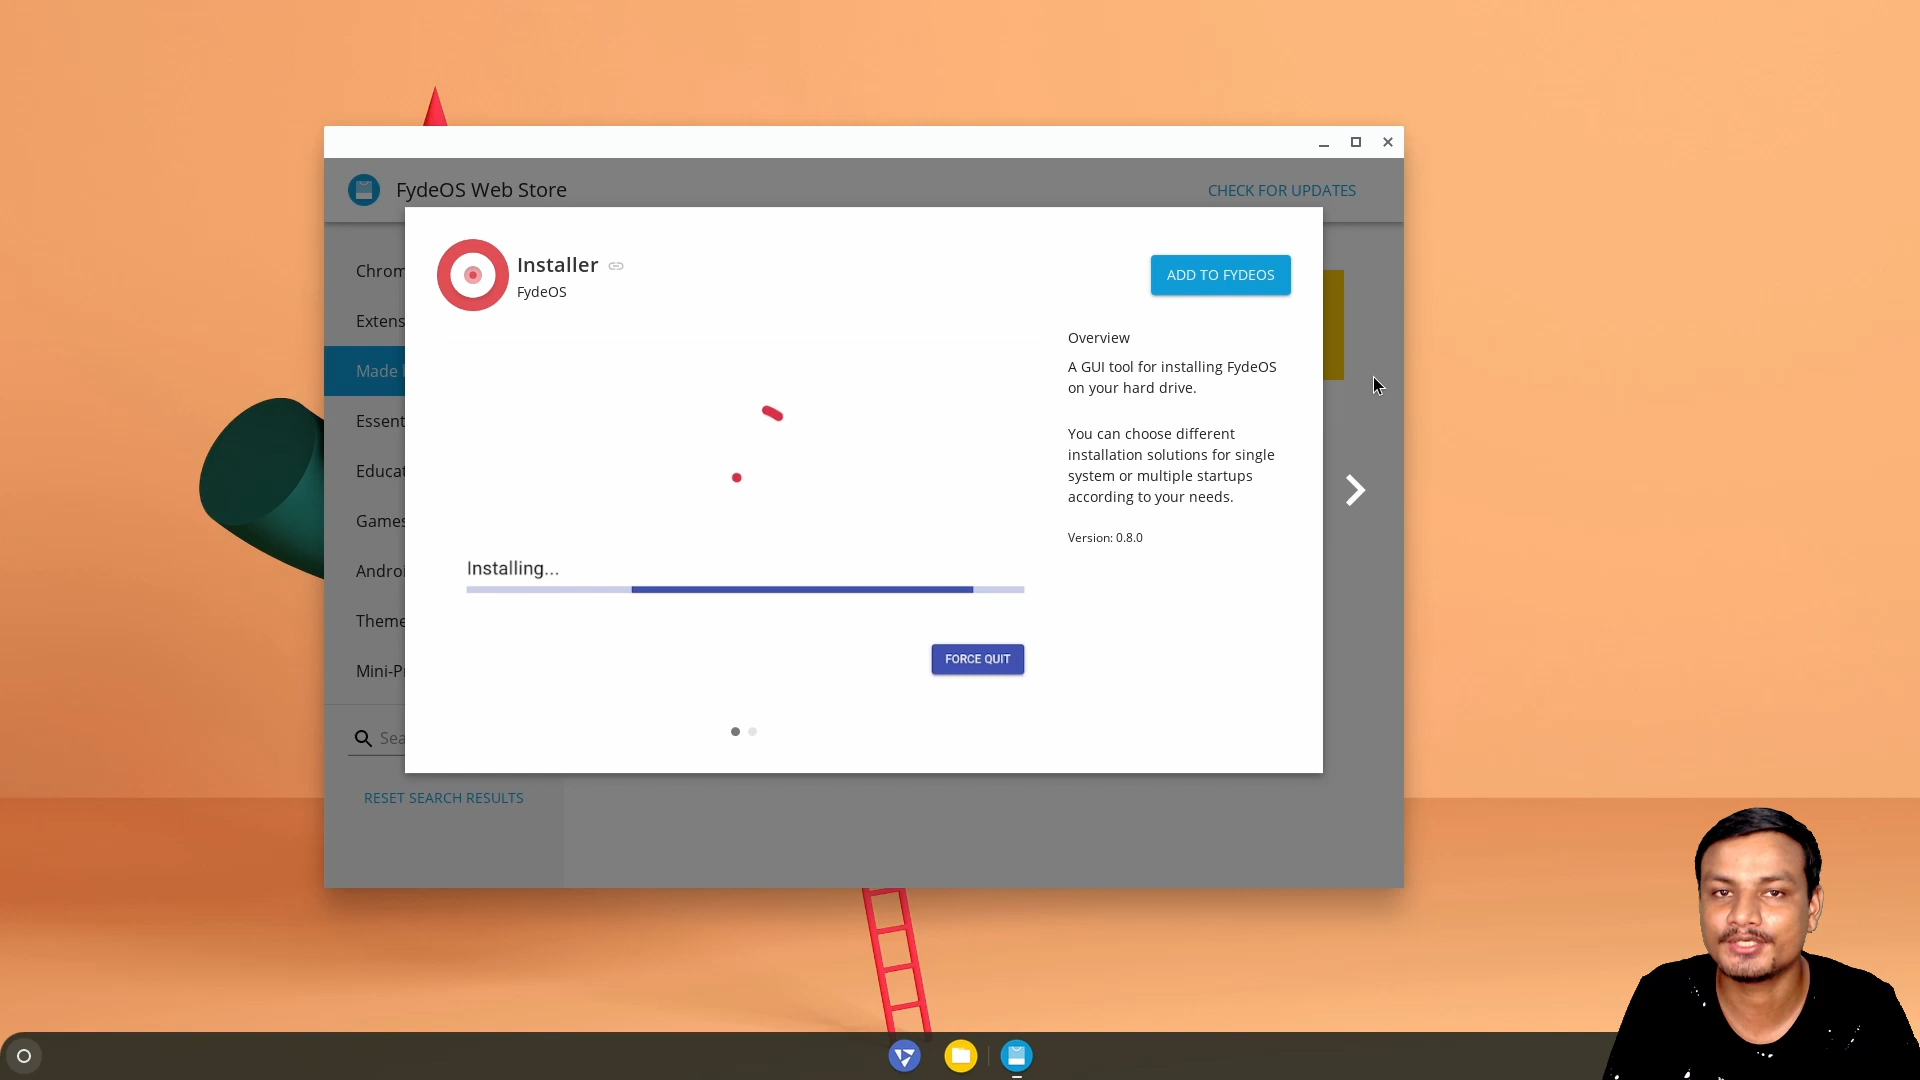 FydeOS Web Store
CHECK FOR UPDATES
Installer
FydeOS
ADD TO FYDEOS
Overview
A GUI tool for installing FydeOS
on your hard drive.
You can choose different
installation solutions for single
system or multiple startups
according to your needs.
Version: 0.8.0
Installing...
FORCE QUIT
Chrom
Extens
Made
Essent
Educat
Games
Androi
Theme
Mini-P
Sea
RESET SEARCH RESULTS